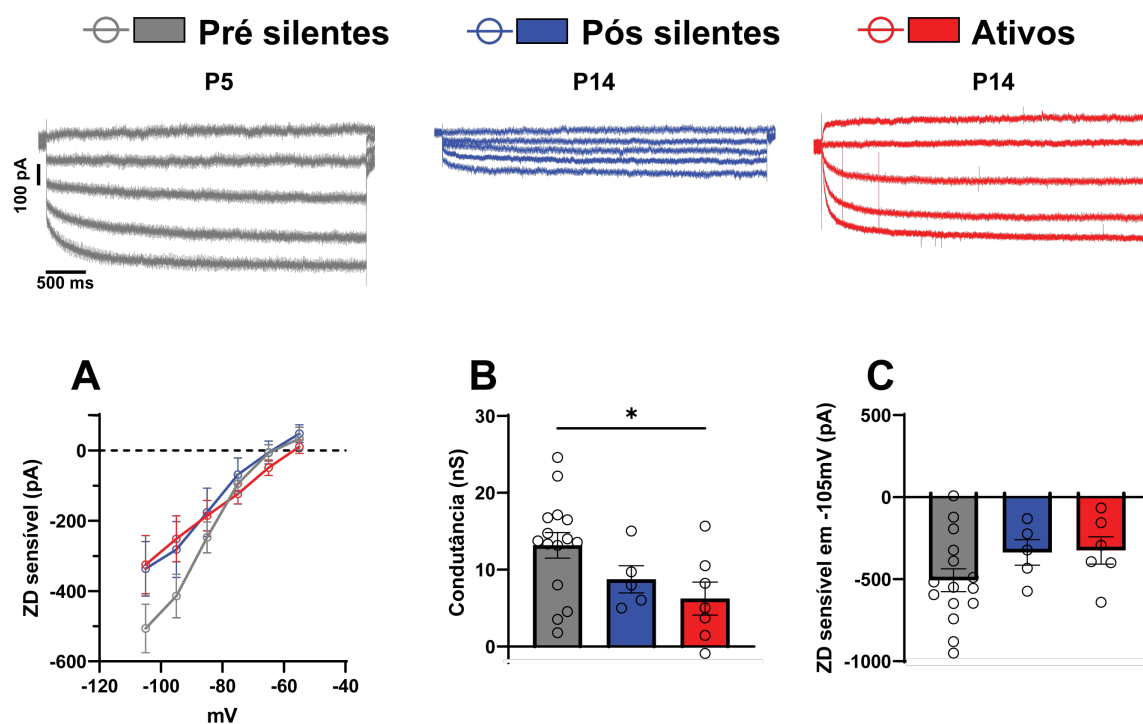 Pré silentes
Pós silentes
Ativos
P5
P14
P14
100 pA
500 ms
A
B
C
ZD sensível (pA)
0
-200
-400
-600
-120
-100
-80
-60
-40
mV
Condutância (nS)
30
20
10
0
*
ZD sensível em -105mV (pA)
500
0
-500
-1000